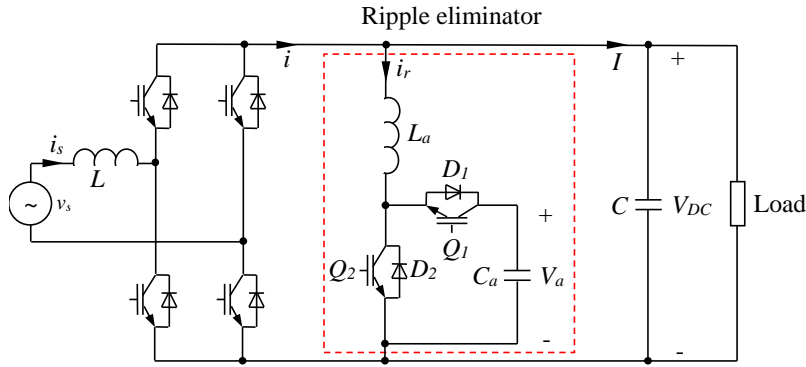 Ripple eliminator
i
i_r
I
+
L_a
i_s
L
D_1
~
v_s
+
C
V_DC
Load
Q_1
Q_2
D_2
C_a
V_a
-
-